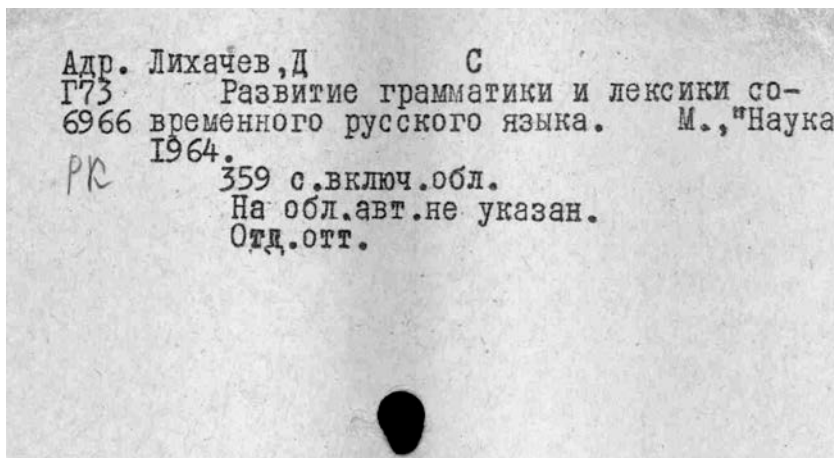 Адр. Лихачев,Д С
Г73 Развитие грамматики и лексики со-
6966 временного русского языка. М.,"Наука
I964.
РК 359 с.включ.обл.
На обл.авт.не указан.
Отд.отт.